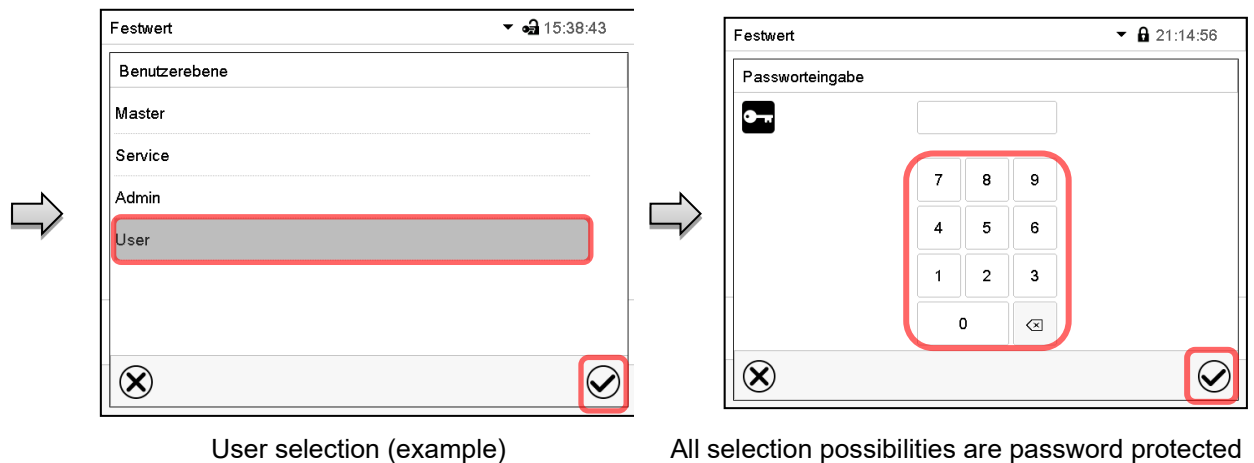 Festwert 15:38:43
Benutzerebene
Master
Service
Admin
User
User selection (example)
Festwert 21:14:56
Passworteingabe
7 8 9
4 5 6
1 2 3
0
All selection possibilities are password protected